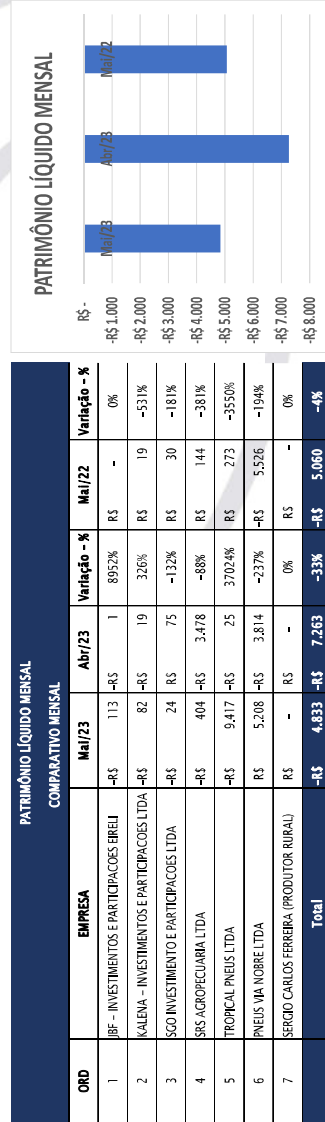 PATRIMÔNIO LÍQUIDO MENSAL
COMPARATIVO MENSAL
ORD EMPRESA Mai/23 Abr/23 Variação - % Mai/22 Variação - %
1 JBF - INVESTIMENTOS E PARTICIPACOES EIRELI -R$ 113 -R$ 1 8952% R$ - 0%
2 KALENA - INVESTIMENTOS E PARTICIPACOES LTDA -R$ 82 -R$ 19 326% R$ 19 -531%
3 SGO INVESTIMENTO E PARTICIPACOES LTDA -R$ 24 R$ 75 -132% R$ 30 -181%
4 SRS AGROPECUARIA LTDA -R$ 404 -R$ 3.478 -88% R$ 144 -381%
5 TROPICAL PNEUS LTDA -R$ 9.417 -R$ 25 37024% R$ 273 -3550%
6 PNEUS VIA NOBRE LTDA R$ 5.208 -R$ 3.814 -237% -R$ 5.526 -194%
7 SERGIO CARLOS FERREIRA (PRODUTOR RURAL) R$ - R$ - 0% R$ - 0%
Total -R$ 4.833 -R$ 7.263 -33% -R$ 5.060 -4%
PATRIMÔNIO LÍQUIDO MENSAL
R$ -
-R$ 1.000
-R$ 2.000
-R$ 3.000
-R$ 4.000
-R$ 5.000
-R$ 6.000
-R$ 7.000
-R$ 8.000
Mai/23 Abr/23 Mai/22